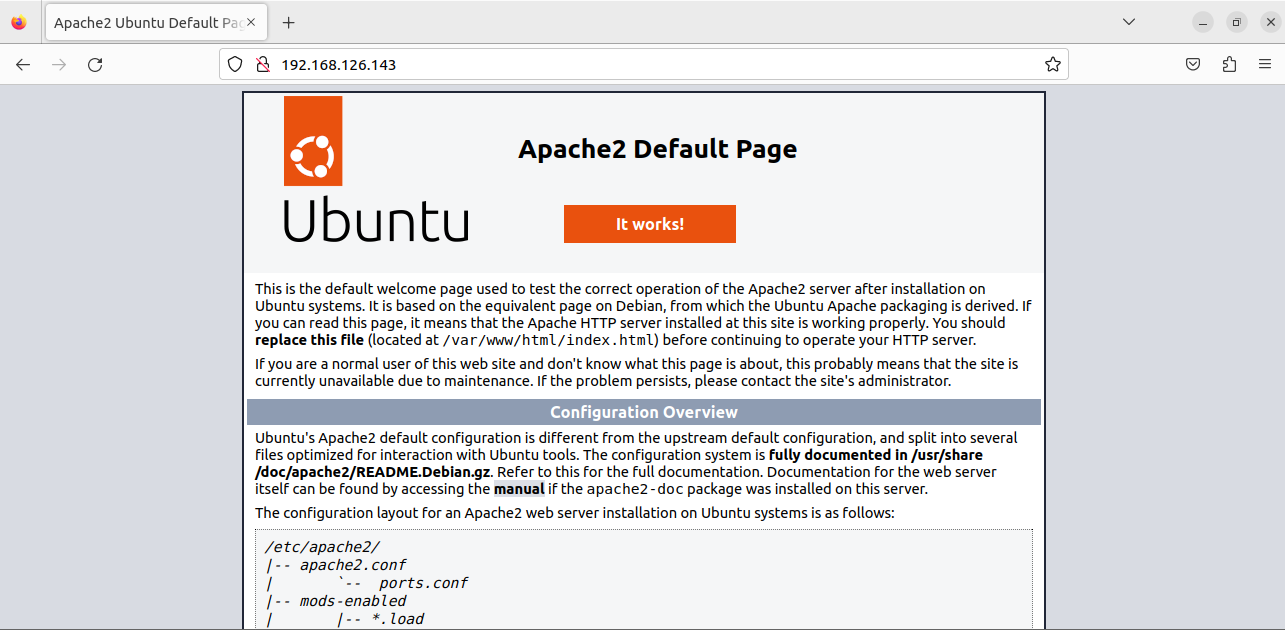 Apache2 Ubuntu Default Pag
192.168.126.143
Apache2 Default Page
Ubuntu
It works!
This is the default welcome page used to test the correct operation of the Apache2 server after installation on
Ubuntu systems. It is based on the equivalent page on Debian, from which the Ubuntu Apache packaging is derived. If
you can read this page, it means that the Apache HTTP server installed at this site is working properly. You should
replace this file (located at /var/www/html/index.html) before continuing to operate your HTTP server.
If you are a normal user of this web site and don't know what this page is about, this probably means that the site is
currently unavailable due to maintenance. If the problem persists, please contact the site's administrator.
Configuration Overview
Ubuntu's Apache2 default configuration is different from the upstream default configuration, and split into several
files optimized for interaction with Ubuntu tools. The configuration system is fully documented in /usr/share
/doc/apache2/README.Debian.gz. Refer to this for the full documentation. Documentation for the web server
itself can be found by accessing the manual if the apache2-doc package was installed on this server.
The configuration layout for an Apache2 web server installation on Ubuntu systems is as follows:
/etc/apache2/
|-- apache2.conf
|       `--  ports.conf
|-- mods-enabled
|       |-- *.load